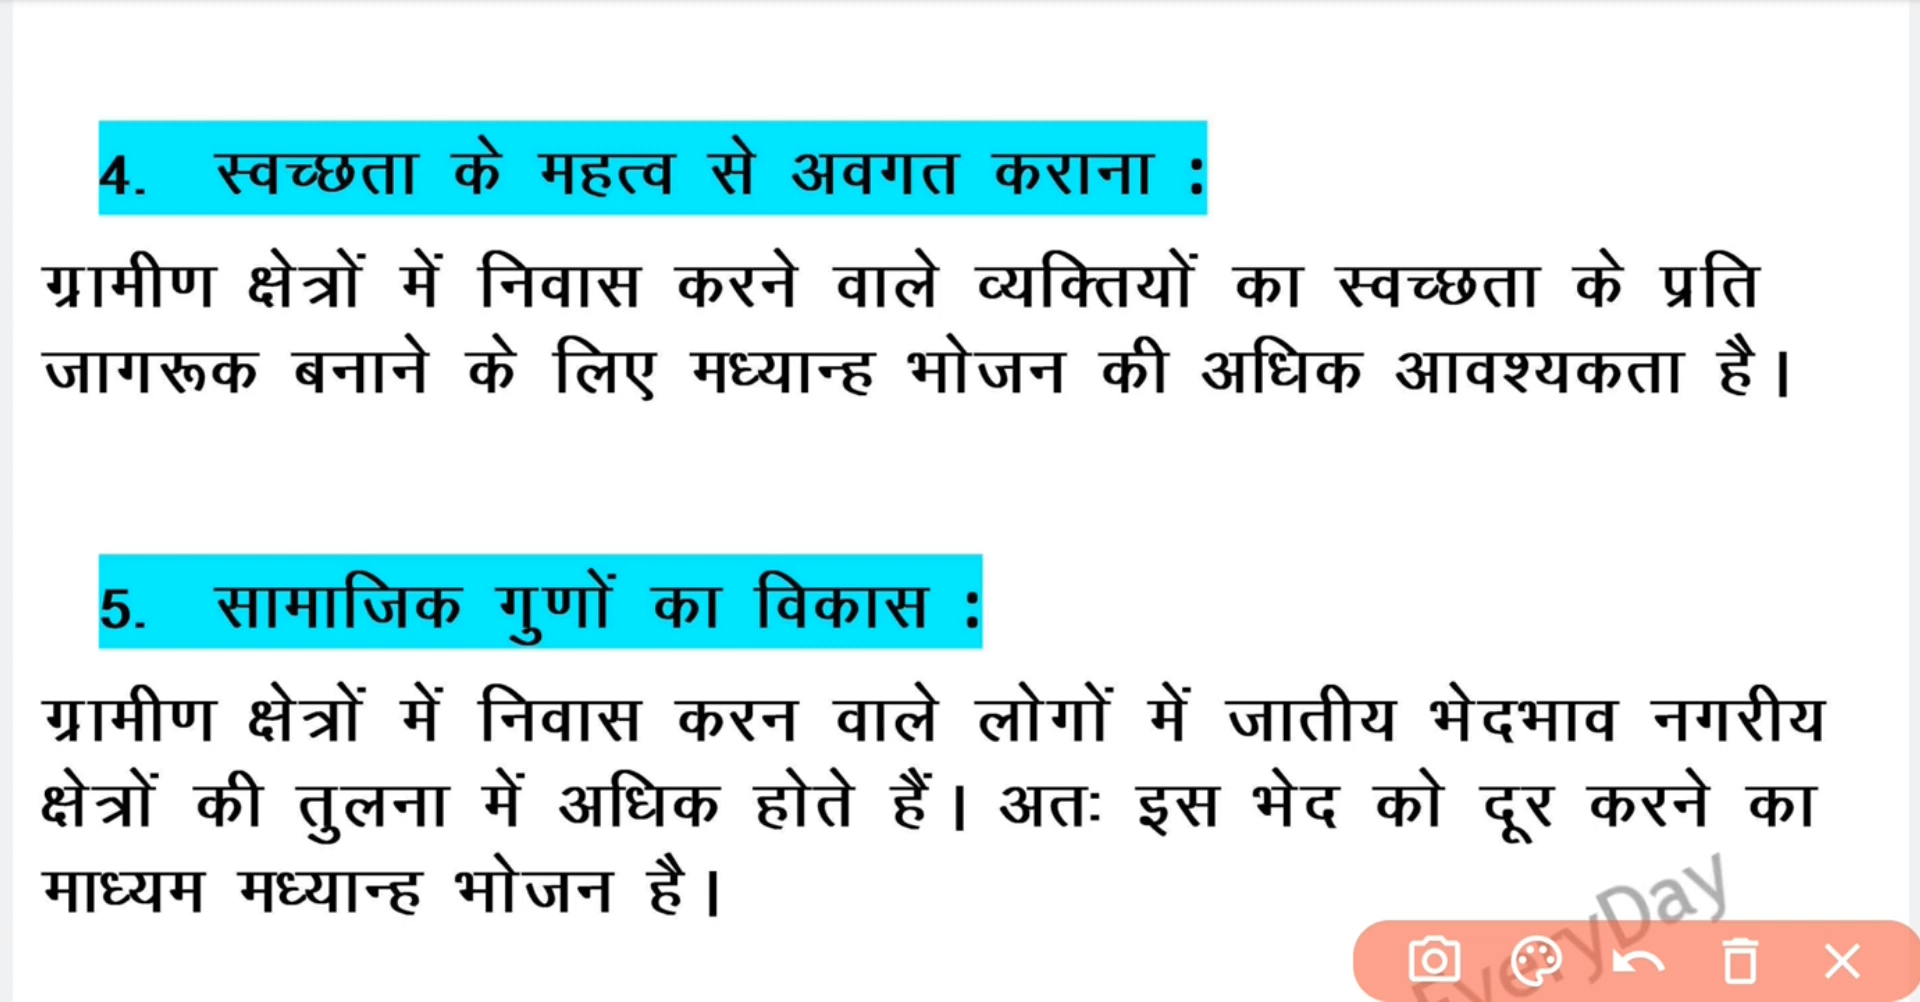 4. स्वच्छता के महत्व से अवगत कराना :
ग्रामीण क्षेत्रों में निवास करने वाले व्यक्तियों का स्वच्छता के प्रति
जागरूक बनाने के लिए मध्यान्ह भोजन की अधिक आवश्यकता है।
5. सामाजिक गुणों का विकास :
ग्रामीण क्षेत्रों में निवास करन वाले लोगों में जातीय भेदभाव नगरीय
क्षेत्रों की तुलना में अधिक होते हैं। अतः इस भेद को दूर करने का
माध्यम मध्यान्ह भोजन है।
EveryDay